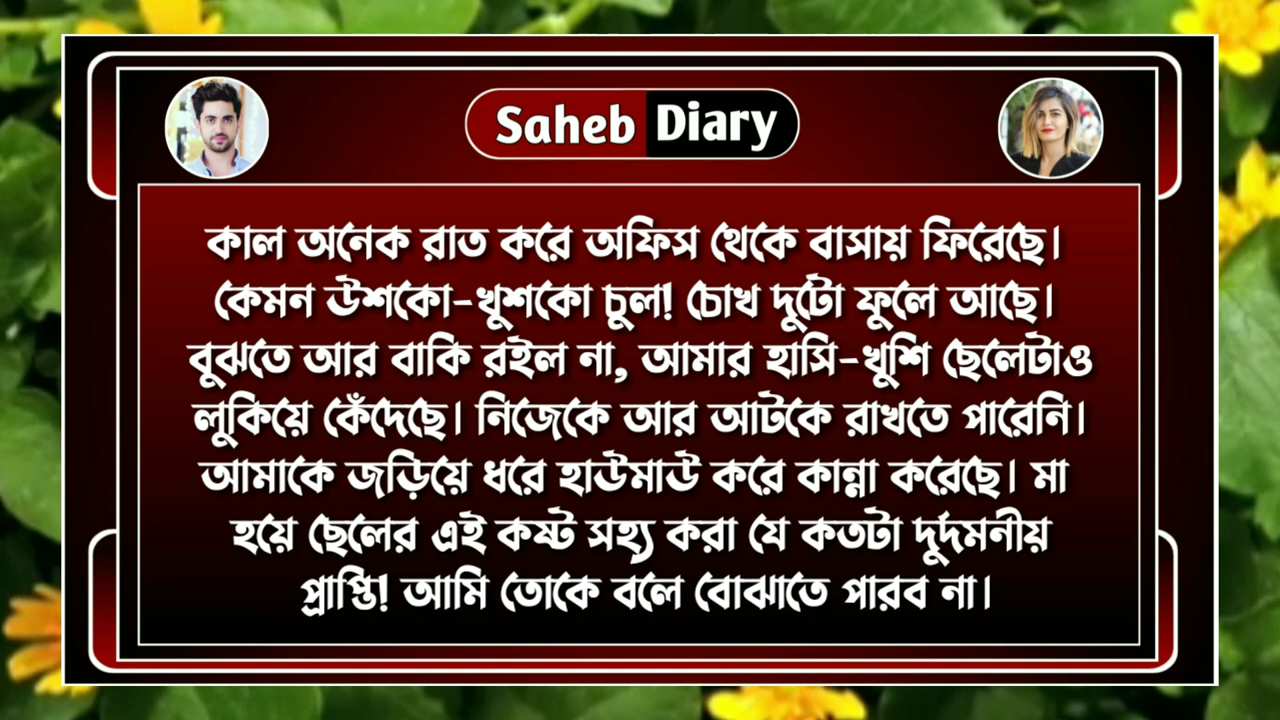 Saheb Diary
কাল অনেক রাত করে অফিস থেকে বাসায় ফিরেছে।
কেমন উশকো-খুশকো চুল! চোখ দুটো ফুলে আছে।
বুঝতে আর বাকি রইল না, আমার হাসি-খুশি ছেলেটাও
লুকিয়ে কেঁদেছে। নিজেকে আর আটকে রাখতে পারেনি।
আমাকে জড়িয়ে ধরে হাউমাউ করে কান্না করেছে। মা
হয়ে ছেলের এই কষ্ট সহ্য করা যে কতটা দুর্দমনীয়
প্রাপ্তি! আমি তোকে বলে বোঝাতে পারব না।